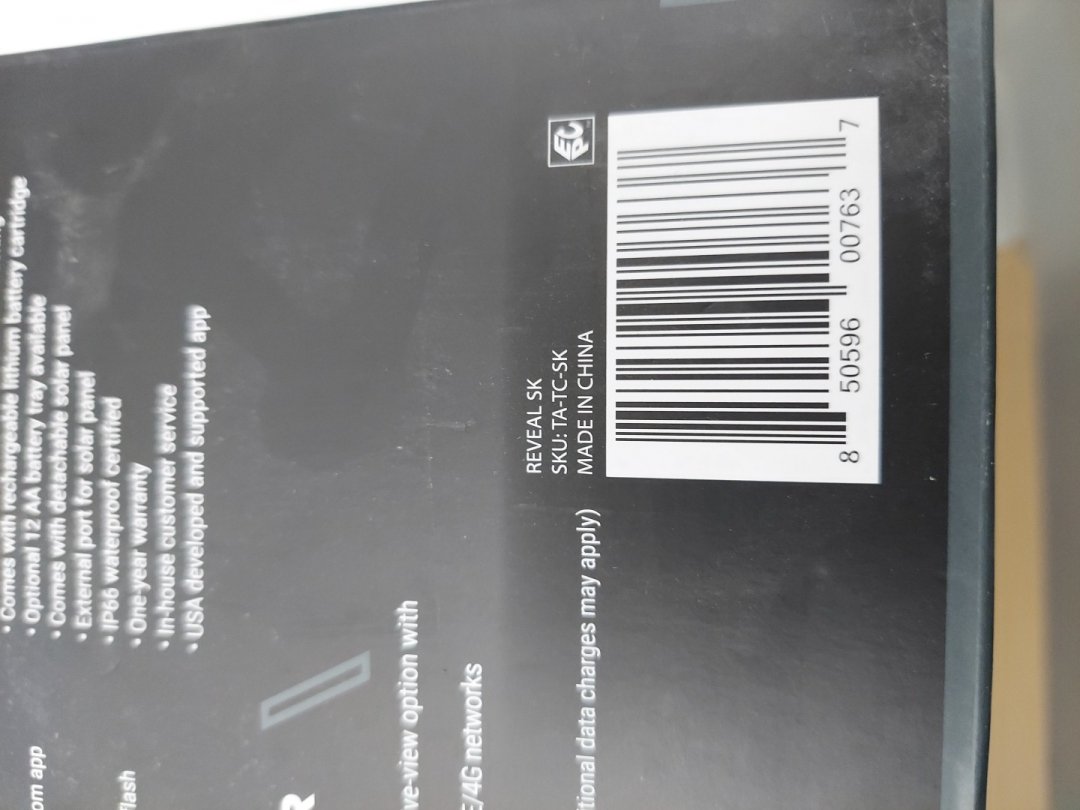 • Comes with rechargeable lithium battery cartridge
• Optional 12 AA battery tray available
• Comes with detachable solar panel
• External port for solar panel
• IP66 waterproof certified
• One-year warranty
• In-house customer service
• USA developed and supported app
om app
flash
R
ve-view option with
E/4G networks
tional data charges may apply)
REVEAL SK
SKU: TA-TC-SK
MADE IN CHINA
EPC
8 50596 00763 7